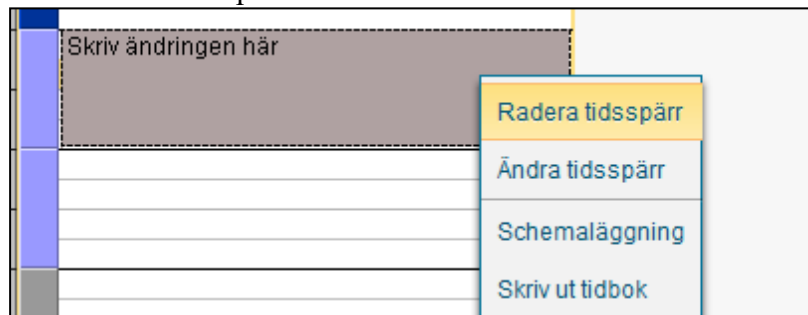 Skriv ändringen här
Radera tidsspärr
Ändra tidsspärr
Schemaläggning
Skriv ut tidbok